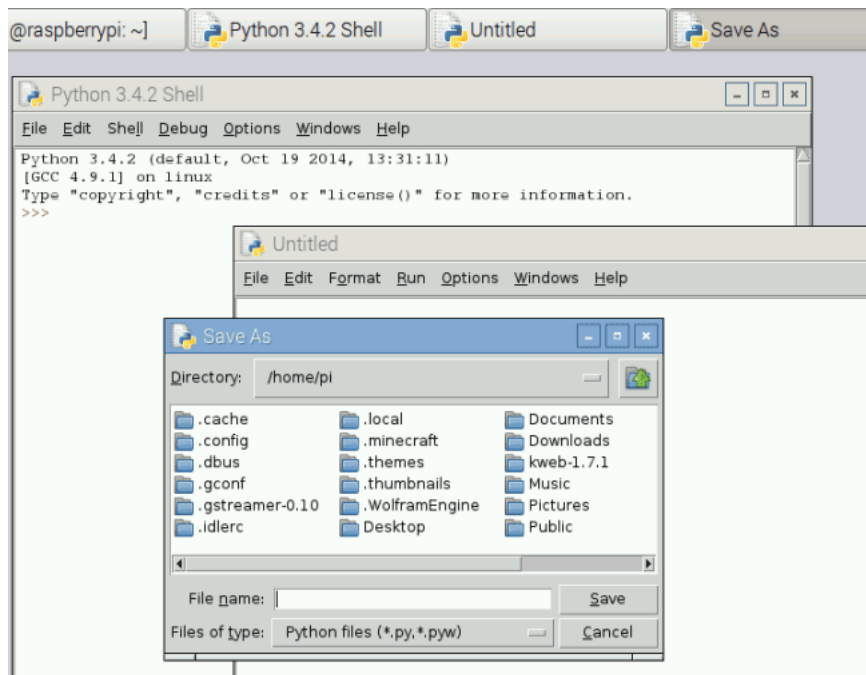 @raspberrypi: ~]
Python 3.4.2 Shell
Untitled
Save As
Python 3.4.2 Shell
File Edit Shell Debug Options Windows Help
Python 3.4.2 (default, Oct 19 2014, 13:31:11)
[GCC 4.9.1] on linux
Type "copyright", "credits" or "license()" for more information.
>>>
Untitled
File Edit Format Run Options Windows Help
Save As
Directory: /home/pi
.cache .local Documents
.config .minecraft Downloads
.dbus .themes kweb-1.7.1
.gconf .thumbnails Music
.gstreamer-0.10 .WolframEngine Pictures
.idlerc Desktop Public
File name: Save
Files of type: Python files (*.py,*.pyw) Cancel